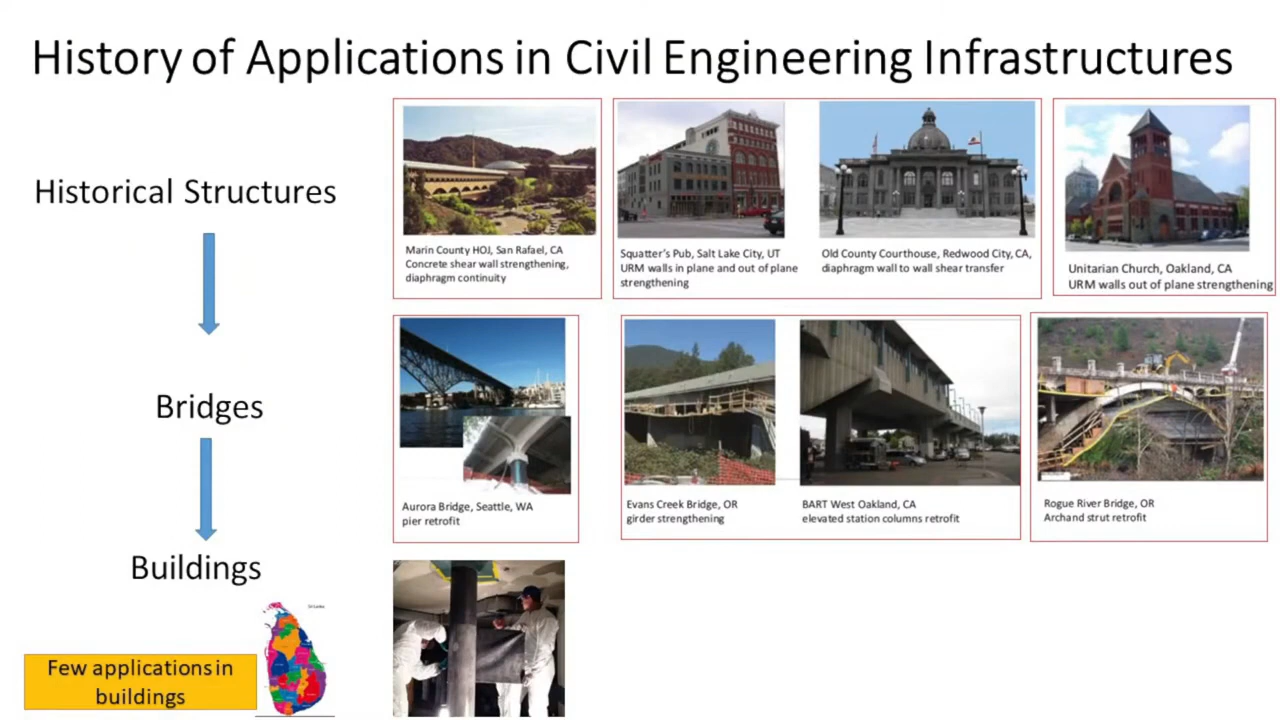 History of Applications in Civil Engineering Infrastructures
Historical Structures
Marin County HOJ, San Rafael, CA
Concrete shear wall strengthening,
diaphragm continuity
Squatter's Pub, Salt Lake City, UT
URM walls in plane and out of plane
strengthening
Old County Courthouse, Redwood City, CA,
diaphragm wall to wall shear transfer
Unitarian Church, Oakland, CA
URM walls out of plane strengthening
Bridges
Aurora Bridge, Seattle, WA
pier retrofit
Evans Creek Bridge, OR
girder strengthening
BART West Oakland, CA
elevated station columns retrofit
Rogue River Bridge, OR
Archand strut retrofit
Buildings
Sri Lanka
Few applications in
buildings